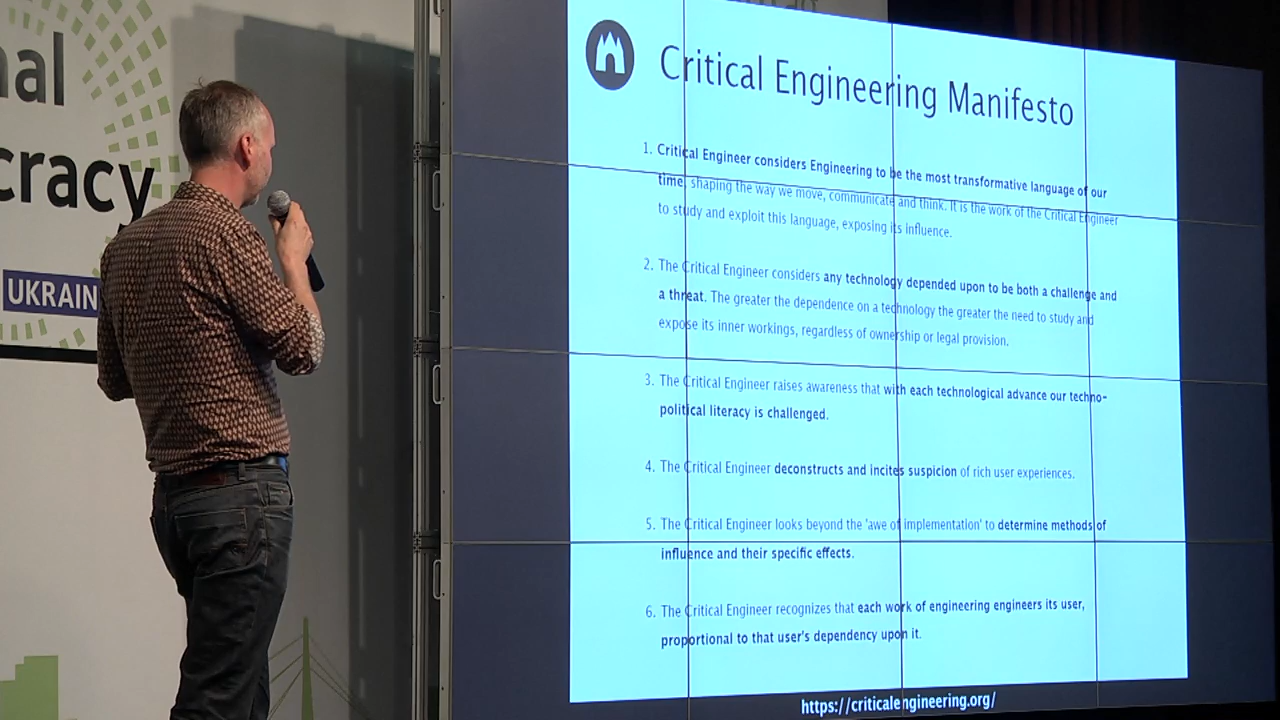 nal
cracy
UKRAIN
Critical Engineering Manifesto
1. Critical Engineer considers Engineering to be the most transformative language of our
time, shaping the way we move, communicate and think. It is the work of the Critical Engineer
to study and exploit this language, exposing its influence.
2. The Critical Engineer considers any technology depended upon to be both a challenge and
a threat. The greater the dependence on a technology the greater the need to study and
expose its inner workings, regardless of ownership or legal provision.
3. The Critical Engineer raises awareness that with each technological advance our techno-
political literacy is challenged.
4. The Critical Engineer deconstructs and incites suspicion of rich user experiences.
5. The Critical Engineer looks beyond the 'awe of implementation' to determine methods of
influence and their specific effects.
6. The Critical Engineer recognizes that each work of engineering engineers its user,
proportional to that user's dependency upon it.
https://criticalengineering.org/